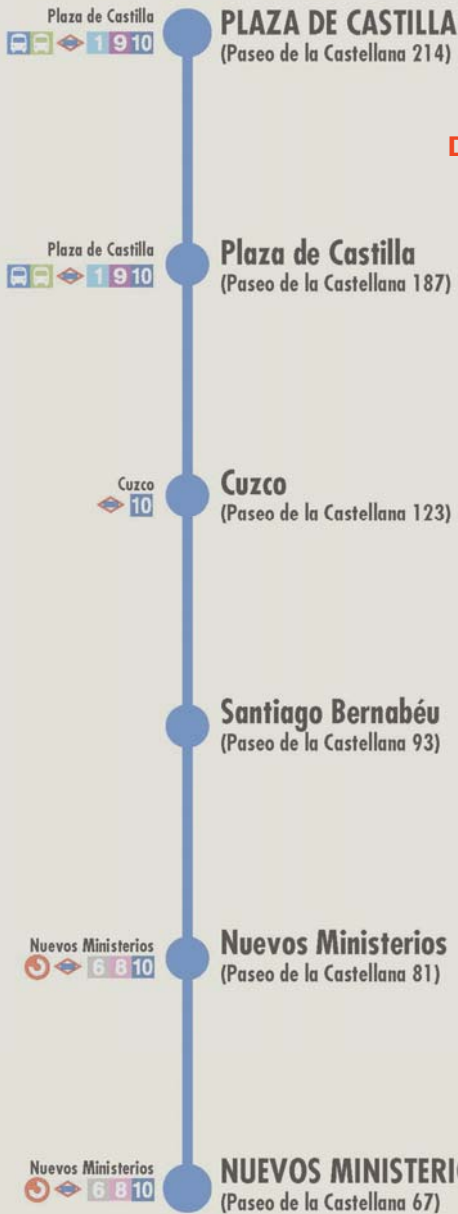 Plaza de Castilla
1 9 10
PLAZA DE CASTILLA
(Paseo de la Castellana 214)
Plaza de Castilla
1 9 10
Plaza de Castilla
(Paseo de la Castellana 187)
Cuzco
10
Cuzco
(Paseo de la Castellana 123)
Santiago Bernabéu
(Paseo de la Castellana 93)
Nuevos Ministerios
6 8 10
Nuevos Ministerios
(Paseo de la Castellana 81)
Nuevos Ministerios
6 8 10
NUEVOS MINISTERIO
(Paseo de la Castellana 67)